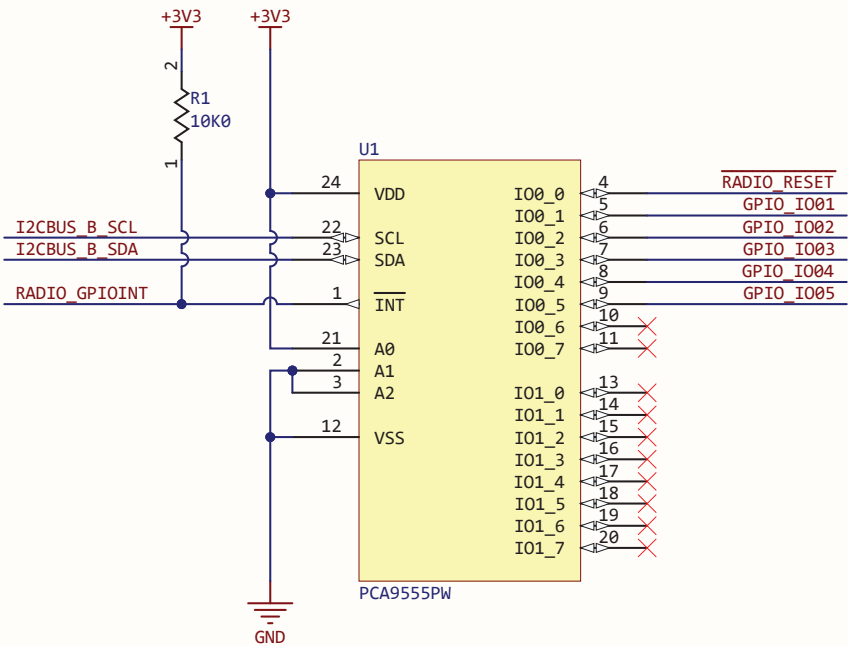 +3V3 +3V3
2
R1
10K0
1
U1
24 VDD IO0_0 4 RADIO_RESET
IO0_1 5 GPIO_IO01
I2CBUS_B_SCL 22 SCL IO0_2 6 GPIO_IO02
I2CBUS_B_SDA 23 SDA IO0_3 7 GPIO_IO03
IO0_4 8 GPIO_IO04
RADIO_GPIOINT 1 INT IO0_5 9 GPIO_IO05
IO0_6 10
21 A0 IO0_7 11
2 A1
3 A2 IO1_0 13
IO1_1 14
12 VSS IO1_2 15
IO1_3 16
IO1_4 17
IO1_5 18
IO1_6 19
IO1_7 20
PCA9555PW
GND